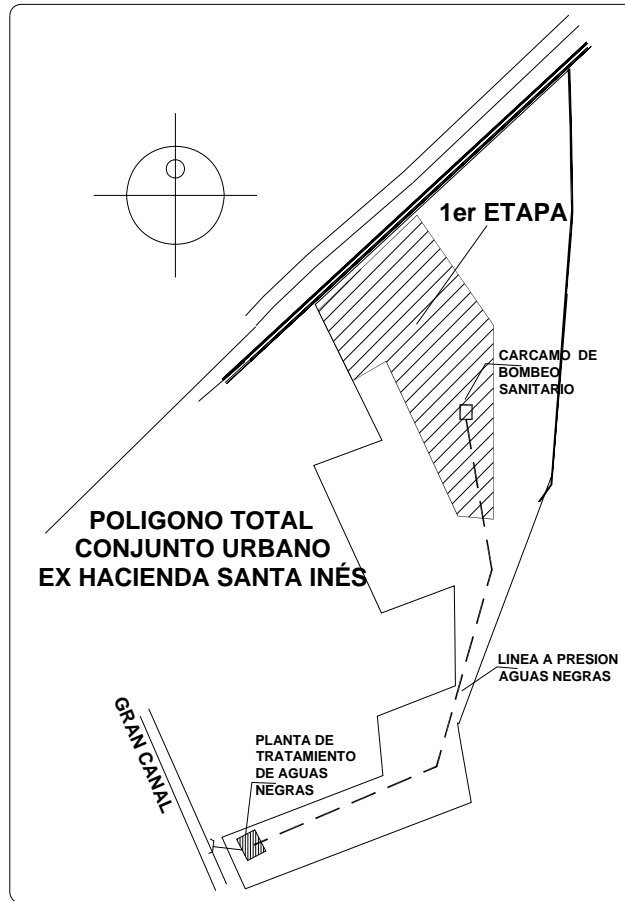 1er ETAPA
CARCAMO DE
BOMBEO
SANITARIO
POLIGONO TOTAL
CONJUNTO URBANO
EX HACIENDA SANTA INÉS
LINEA A PRESION
AGUAS NEGRAS
GRAN CANAL
PLANTA DE
TRATAMIENTO
DE AGUAS
NEGRAS